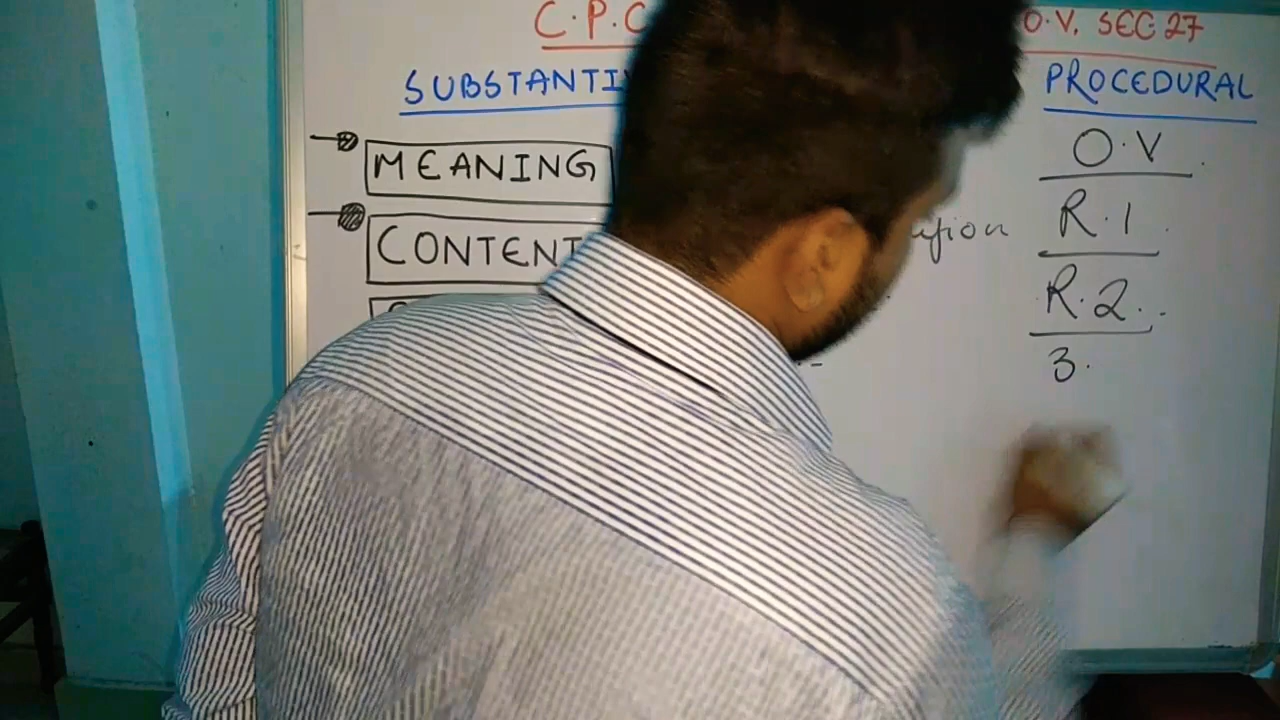 C.P.C O.V. SEC 27
SUBSTANTI PROCEDURAL
MEANING
CONTENT
O.V
R.1
R.2..
3.